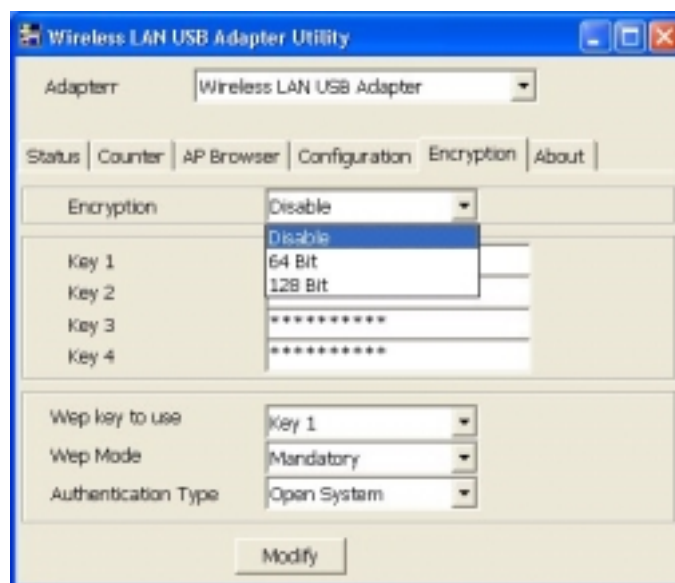 Wireless LAN USB Adapter Utility
Adapterr Wireless LAN USB Adapter
Status Counter AP Browser Configuration Encryption About
Encryption Disable
Disable
64 Bit
128 Bit
Key 1
Key 2
Key 3 **********
Key 4 **********
Wep key to use Key 1
Wep Mode Mandatory
Authentication Type Open System
Modify